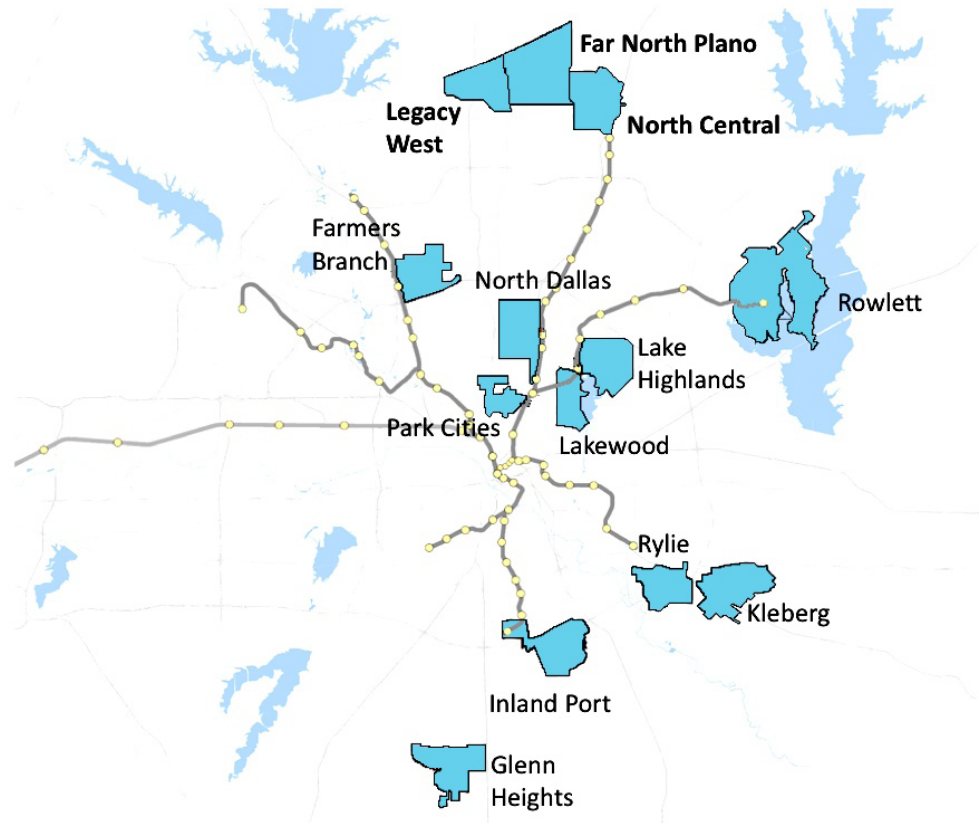 Far North Plano
Legacy
West
North Central
Farmers
Branch
North Dallas
Rowlett
Lake
Highlands
Park Cities
Lakewood
Rylie
Kleberg
Inland Port
Glenn
Heights